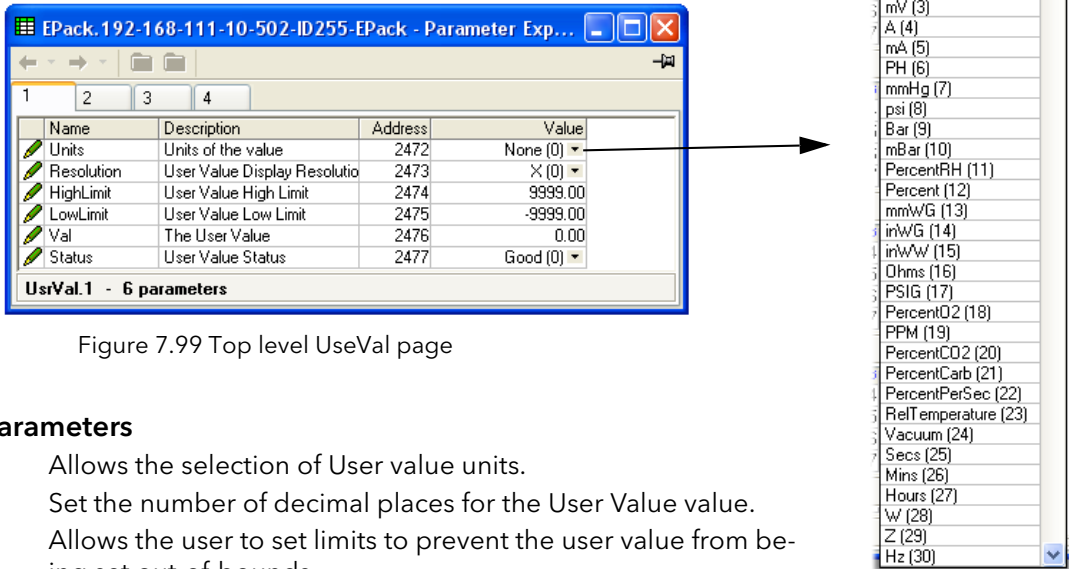 EPack.192-168-111-10-502-ID255-EPack - Parameter Exp...
1 2 3 4
Name Description Address Value
Units Units of the value 2472 None (0)
Resolution User Value Display Resolutio 2473 X (0)
HighLimit User Value High Limit 2474 9999.00
LowLimit User Value Low Limit 2475 -9999.00
Val The User Value 2476 0.00
Status User Value Status 2477 Good (0)
UsrVal.1 - 6 parameters
Figure 7.99 Top level UseVal page
arameters
Allows the selection of User value units.
Set the number of decimal places for the User Value value.
Allows the user to set limits to prevent the user value from be-
ing set out of bounds
mV (3)
A (4)
mA (5)
PH (6)
mmHg (7)
psi (8)
Bar (9)
mBar (10)
PercentRH (11)
Percent (12)
mmWG (13)
inWG (14)
inWW (15)
Ohms (16)
PSIG (17)
PercentO2 (18)
PPM (19)
PercentCO2 (20)
PercentCarb (21)
PercentPerSec (22)
RelTemperature (23)
Vacuum (24)
Secs (25)
Mins (26)
Hours (27)
W (28)
Z (29)
Hz (30)